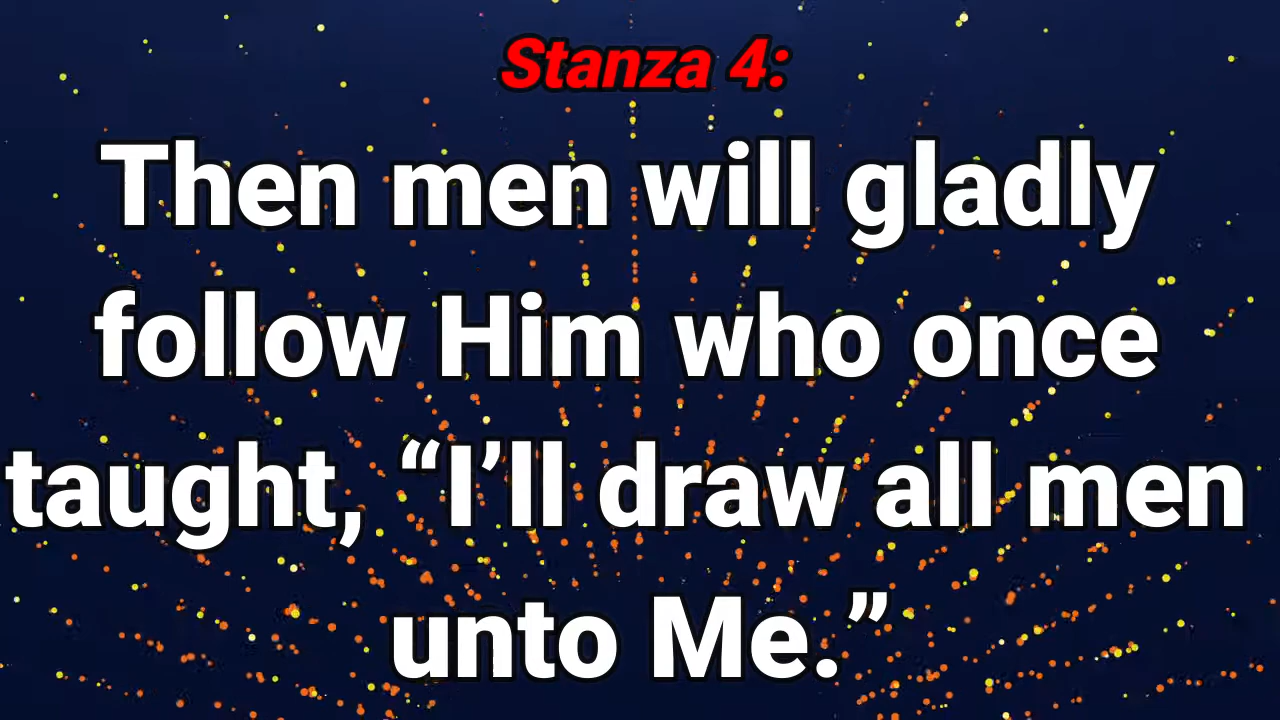 Stanza 4:
Then men will gladly
follow Him who once
taught, “I’ll draw all men
unto Me.”